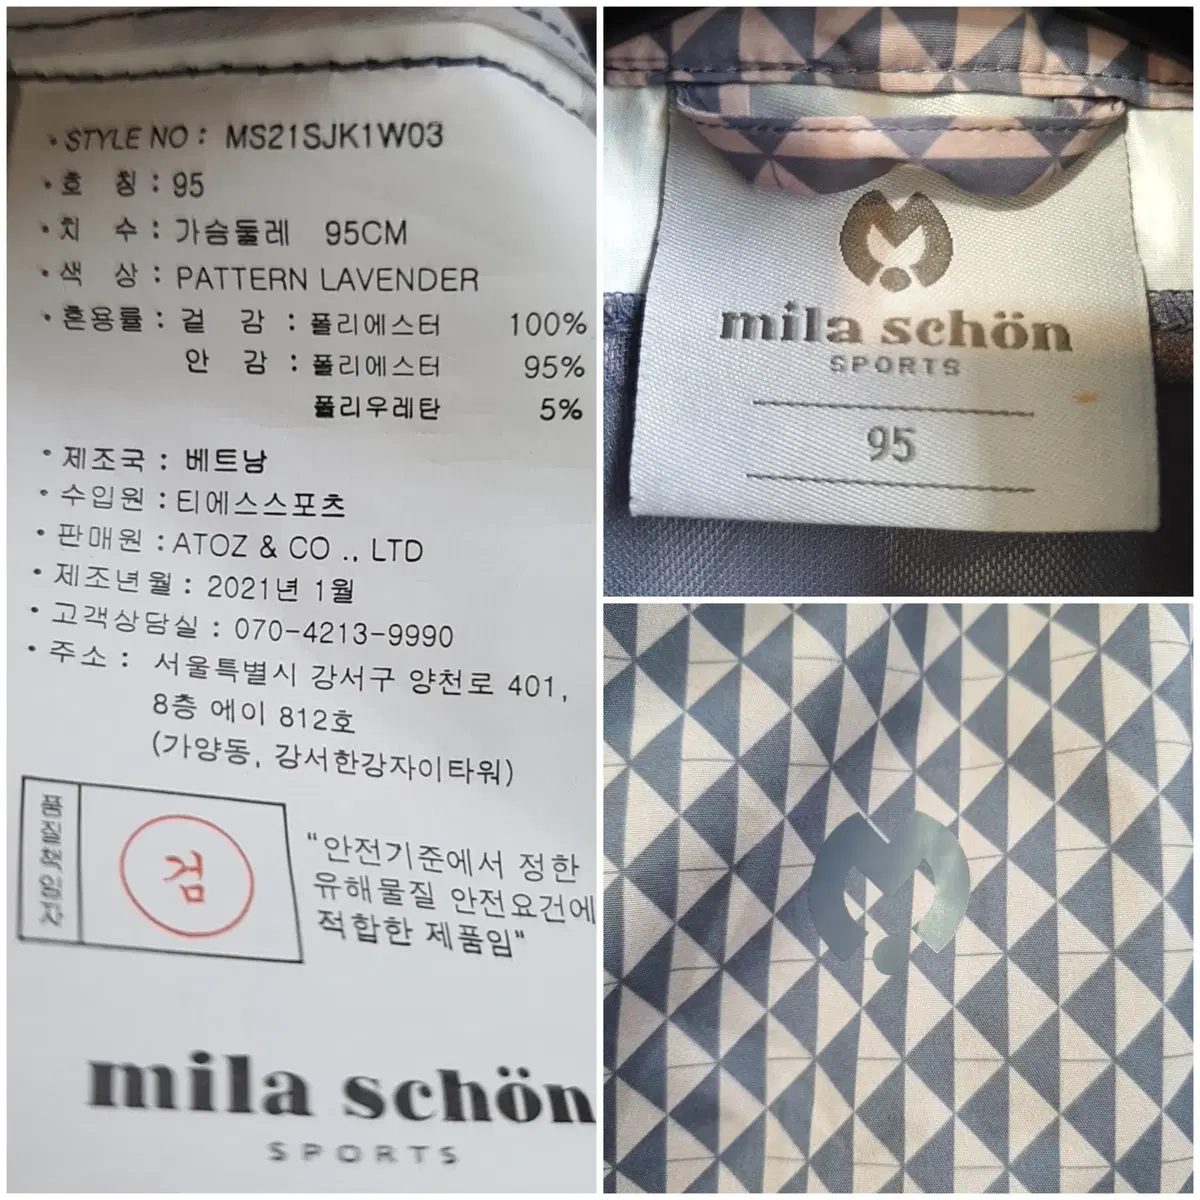 · STYLE NO : MS21SJK1W03
· 호 칭 : 95
· 치 수 : 가슴둘레 95CM
· 색 상 : PATTERN LAVENDER
· 혼용률 : 겉 감 : 폴리에스터 100%
안 감 : 폴리에스터 95%
폴리우레탄 5%
· 제조국 : 베트남
· 수입원 : 티에스스포츠
· 판매원 : ATOZ & CO ., LTD
· 제조년월 : 2021년 1월
· 고객상담실 : 070-4213-9990
· 주소 : 서울특별시 강서구 양천로 401,
8층 에이 812호
(가양동, 강서한강자이타워)
품질책임자
검
"안전기준에서 정한
유해물질 안전요건에
적합한 제품임"
mila schön
SPORTS
mila schön
SPORTS
95